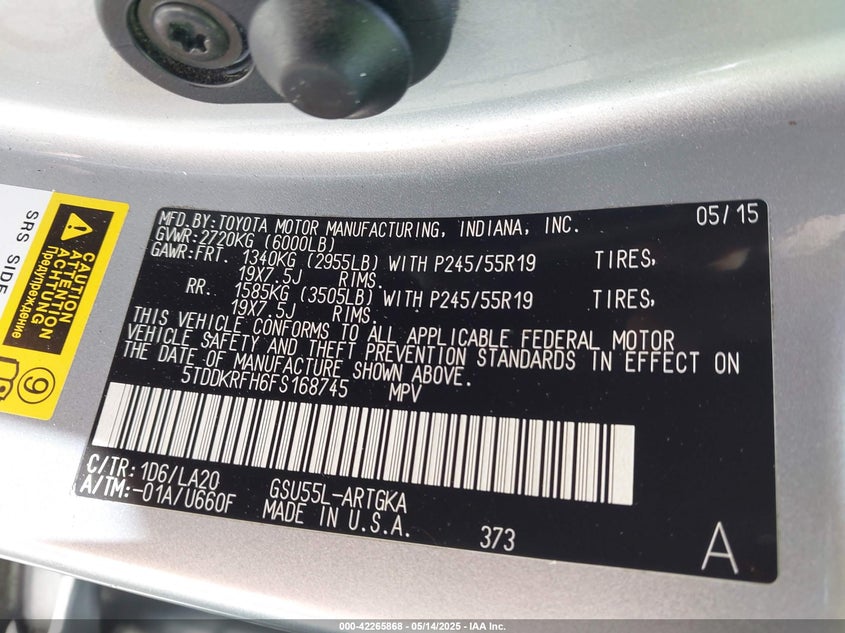 MFD. BY: TOYOTA MOTOR MANUFACTURING, INDIANA, INC. 05/15
GVWR: 2720KG (6000LB)
GAWR: FRT. 1340KG (2955LB) WITH P245/55R19 TIRES,
19X7.5J RIMS.
RR. 1585KG (3505LB) WITH P245/55R19 TIRES,
19X7.5J RIMS.
THIS VEHICLE CONFORMS TO ALL APPLICABLE FEDERAL MOTOR
VEHICLE SAFETY AND THEFT PREVENTION STANDARDS IN EFFECT ON
THE DATE OF MANUFACTURE SHOWN ABOVE.
5TDDKRFH6FS168745 MPV
C/TR: 1D6/LA20
A/TM: -01A/U660F GSU55L-ARTGKA
MADE IN U.S.A. 373
A
CAUTION
ATTENTION
ACHTUNG
Предупреждение
SRS SIDE
9
000-42265868 - 05/14/2025 - IAA Inc.